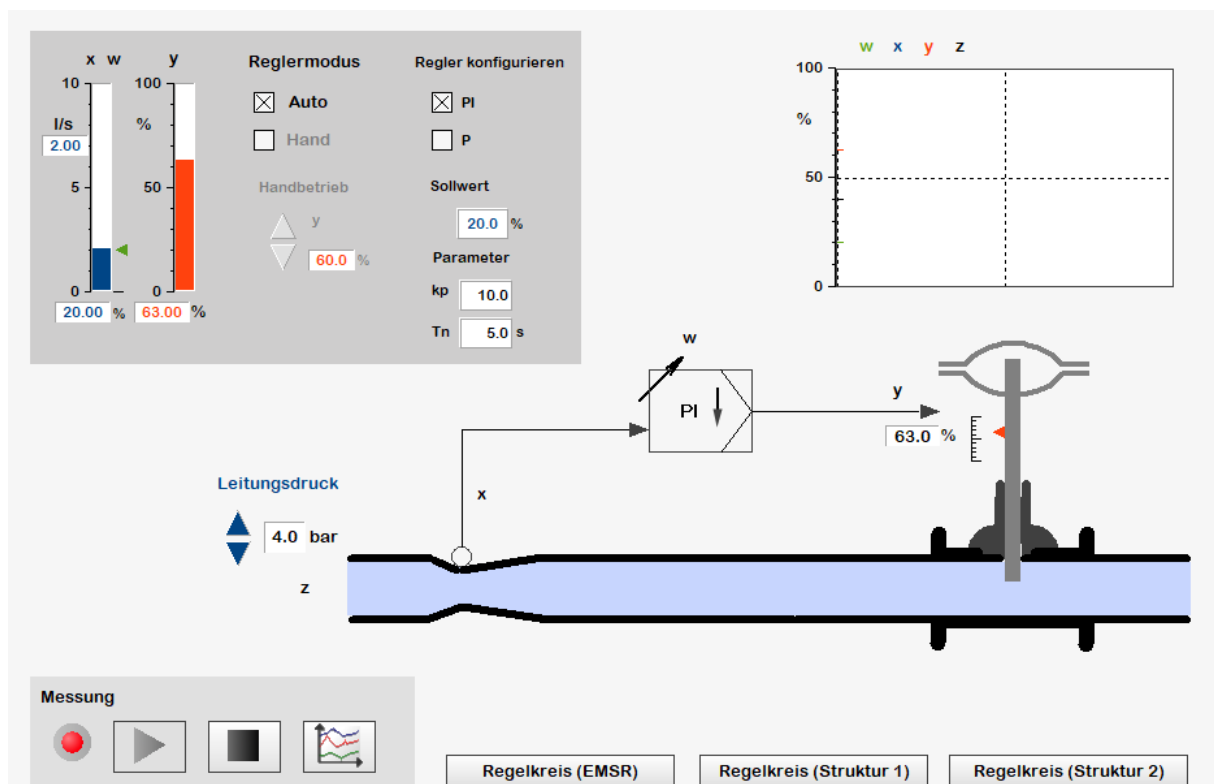 x w
y
10
l/s
2.00
5
0
20.00 %
100
%
50
0
63.00 %
Reglermodus
Auto
Hand
Handbetrieb
y
60.0 %
Regler konfigurieren
PI
P
Sollwert
20.0 %
Parameter
kp 10.0
Tn 5.0 s
w x y z
100
%
50
0
w
PI
y
63.0 %
x
Leitungsdruck
4.0 bar
z
Messung
Regelkreis (EMSR)
Regelkreis (Struktur 1)
Regelkreis (Struktur 2)